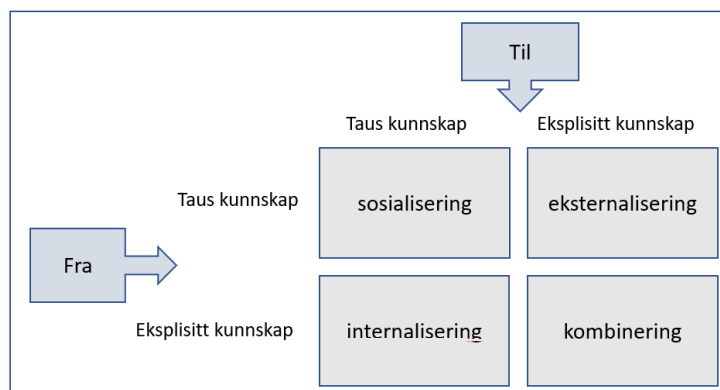 Til
Taus kunnskap Eksplisitt kunnskap
Taus kunnskap sosialisering eksternalisering
Fra
Eksplisitt kunnskap internalisering kombinering